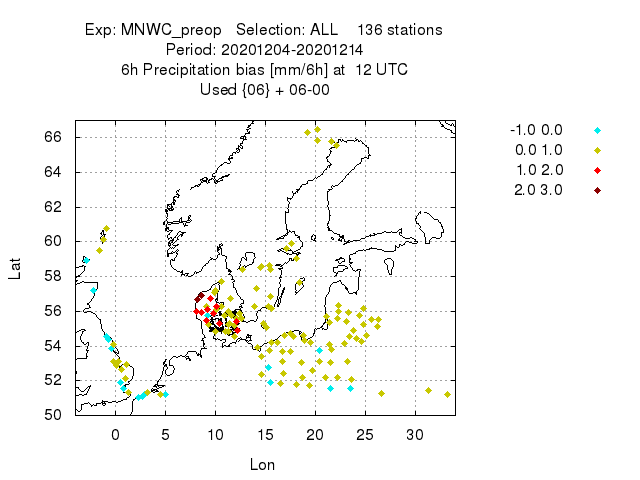 Exp: MNWC_preop Selection: ALL 136 stations
Period: 20201204-20201214
6h Precipitation bias [mm/6h] at 12 UTC
Used {06} + 06-00
-1.0 0.0
0.0 1.0
1.0 2.0
2.0 3.0
66
64
62
60
58
56
54
52
50
Lat
0 5 10 15 20 25 30
Lon